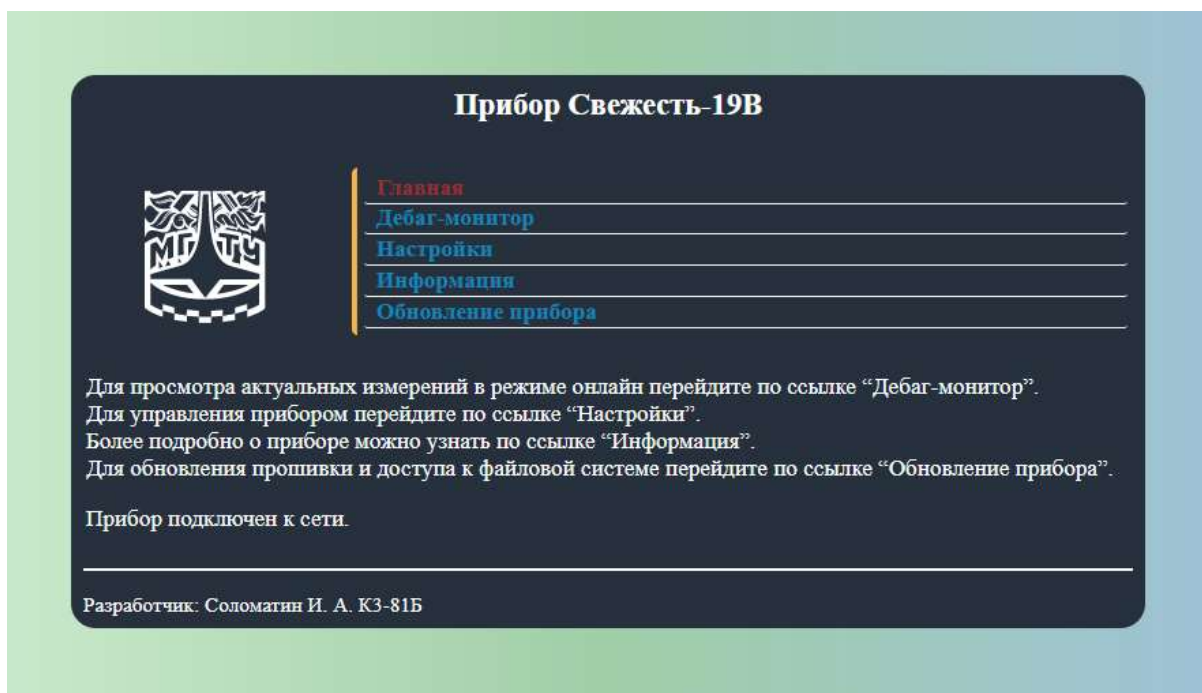 Прибор Свежесть-19В
МГТУ
Главная
Дебаг-монитор
Настройки
Информация
Обновление прибора
Для просмотра актуальных измерений в режиме онлайн перейдите по ссылке “Дебаг-монитор”.
Для управления прибором перейдите по ссылке “Настройки”.
Более подробно о приборе можно узнать по ссылке “Информация”.
Для обновления прошивки и доступа к файловой системе перейдите по ссылке “Обновление прибора”.
Прибор подключен к сети.
Разработчик: Соломатин И. А. К3-81Б